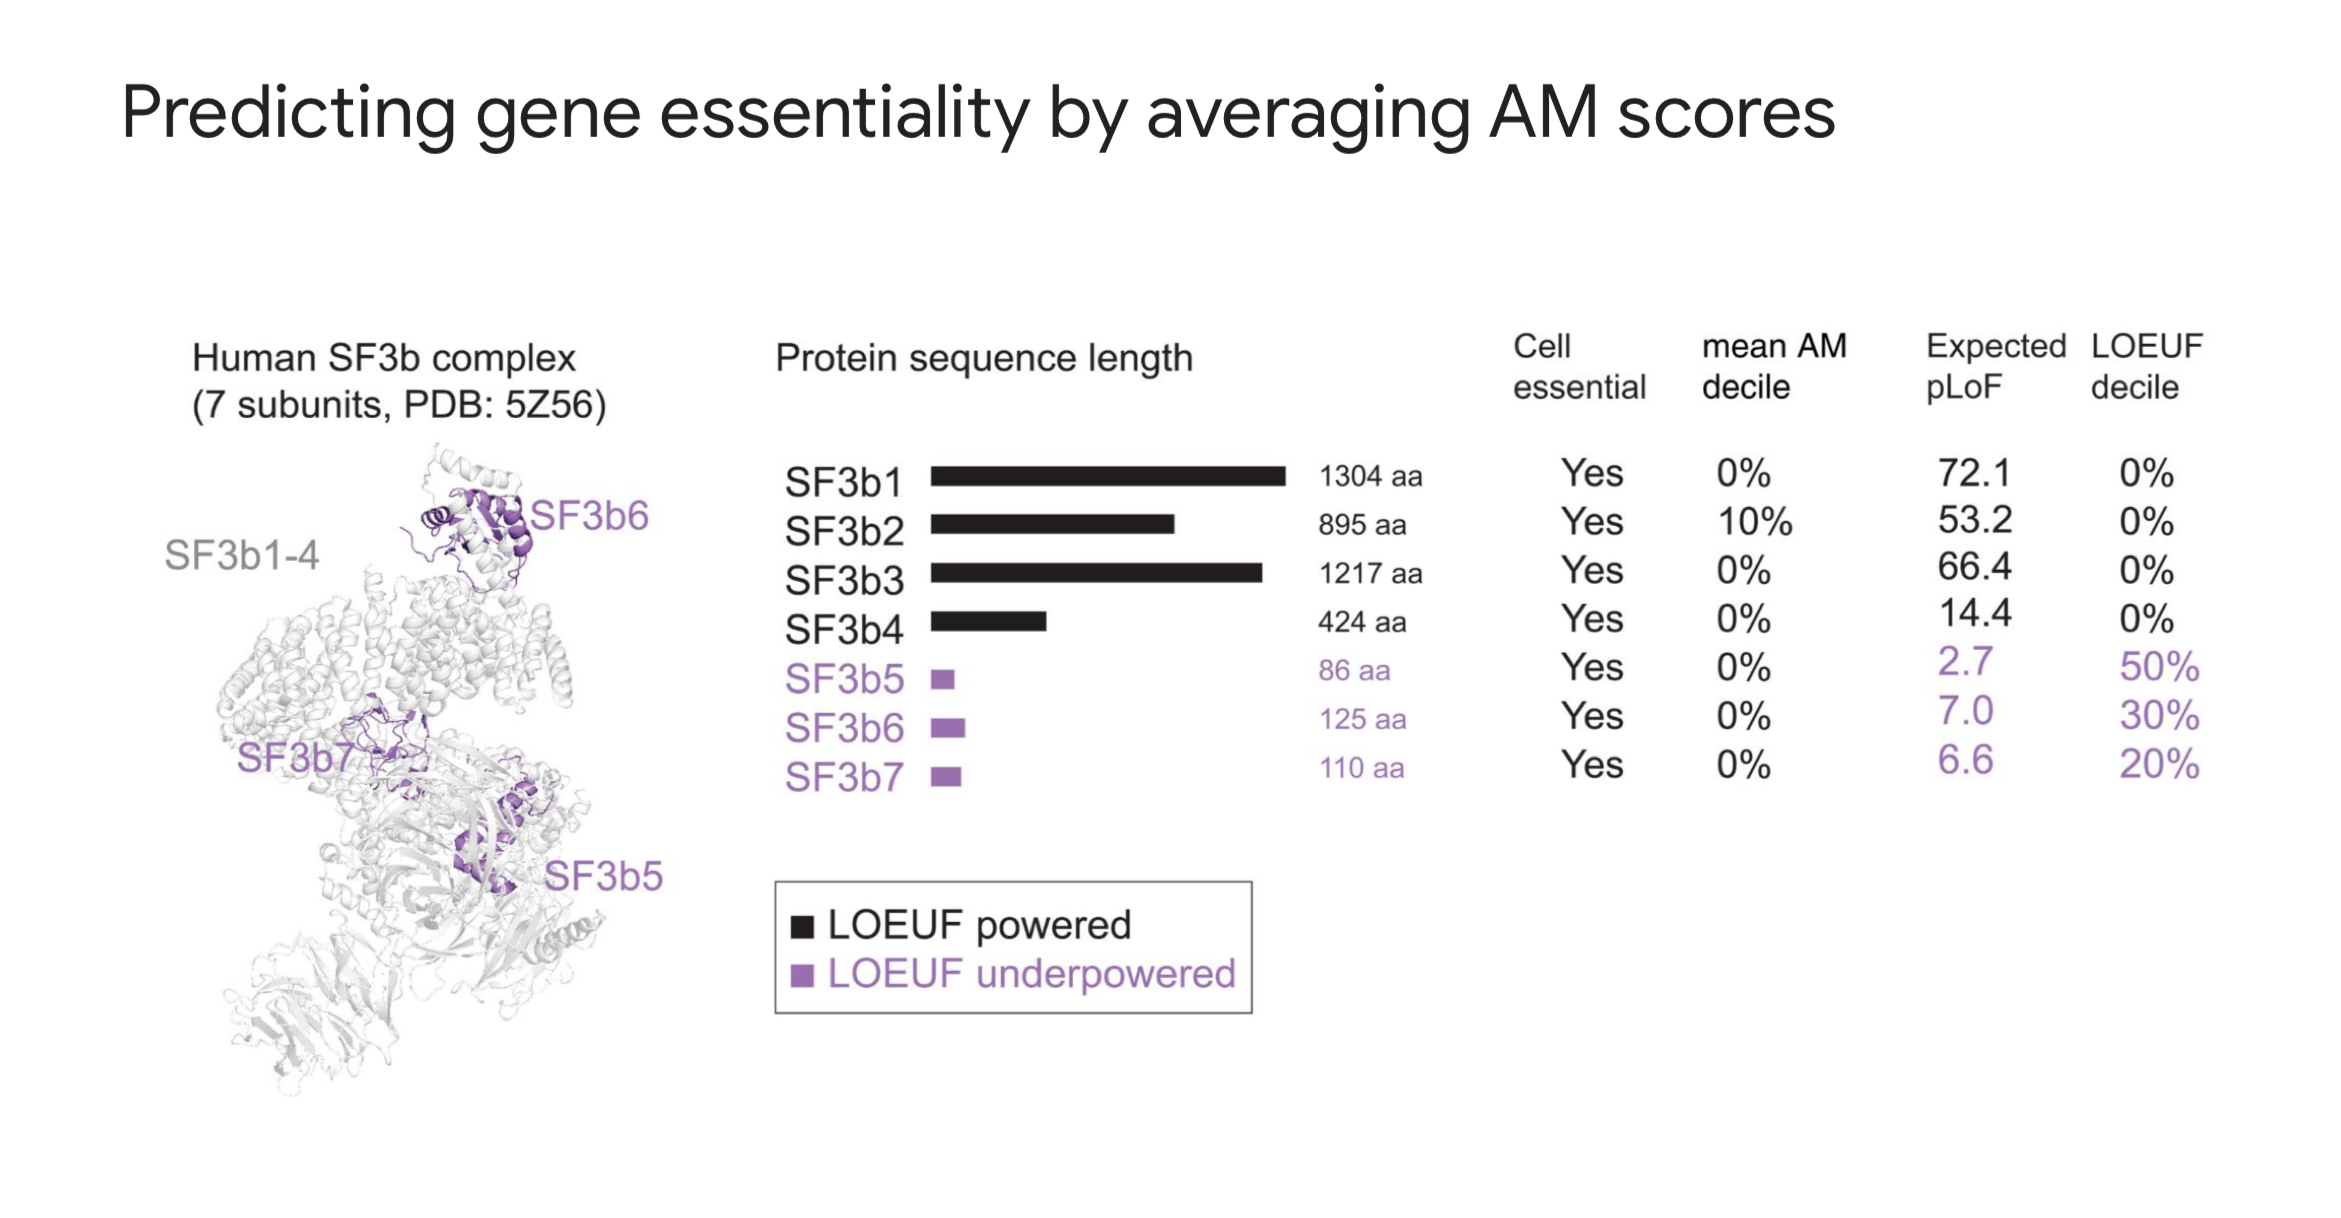 Predicting gene essentiality by averaging AM scores
Human SF3b complex
(7 subunits, PDB: 5Z56)
SF3b6
SF3b1-4
SF3b7
SF3b5
Protein sequence length
Cell essential
mean AM decile
Expected pLoF
LOEUF decile
SF3b1 1304 aa Yes 0% 72.1 0%
SF3b2 895 aa Yes 10% 53.2 0%
SF3b3 1217 aa Yes 0% 66.4 0%
SF3b4 424 aa Yes 0% 14.4 0%
SF3b5 86 aa Yes 0% 2.7 50%
SF3b6 125 aa Yes 0% 7.0 30%
SF3b7 110 aa Yes 0% 6.6 20%
LOEUF powered
LOEUF underpowered